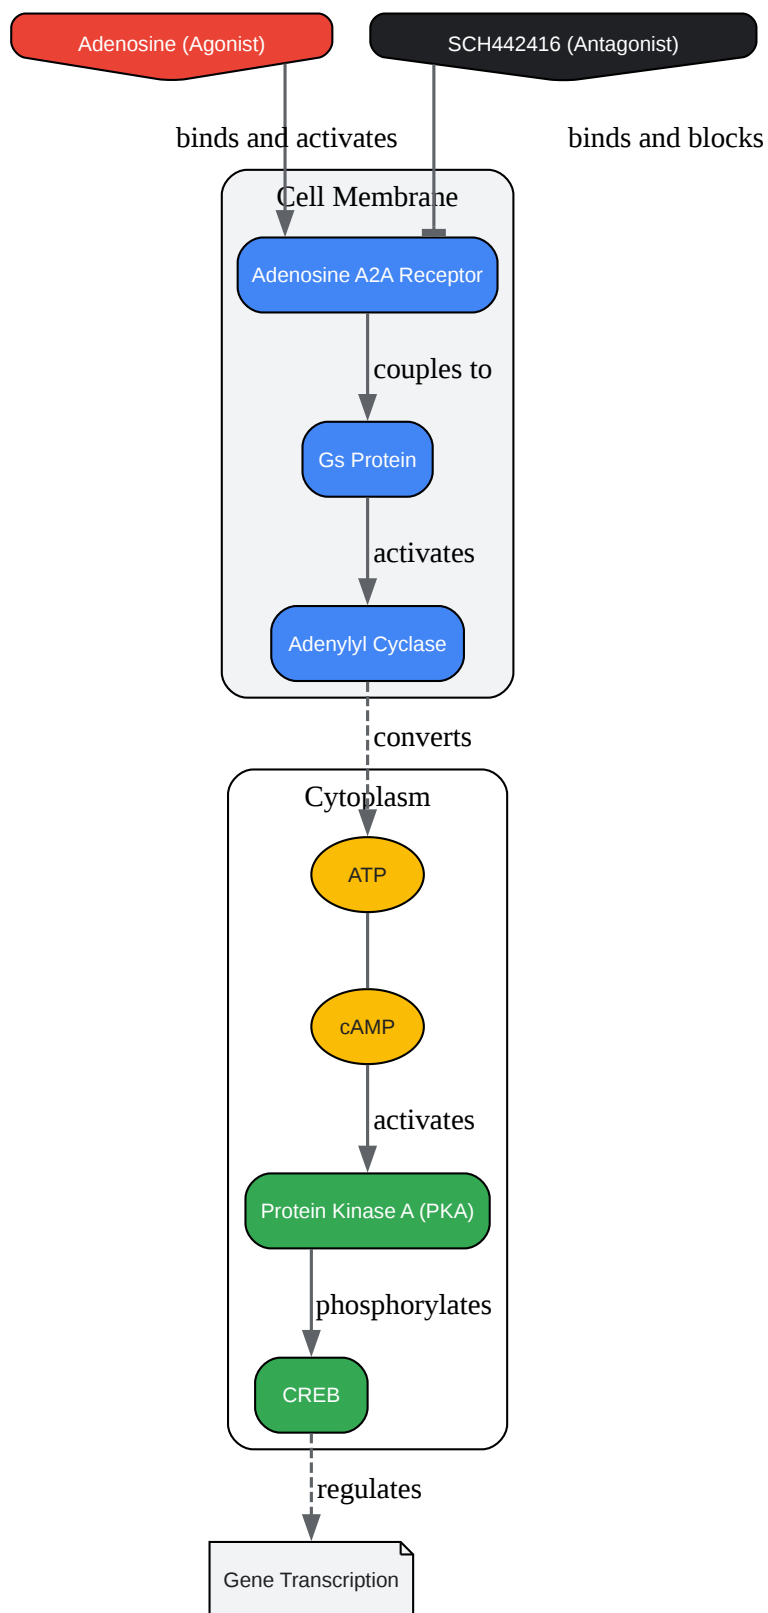 Adenosine (Agonist)
SCH442416 (Antagonist)
binds and activates
binds and blocks
Cell Membrane
Adenosine A2A Receptor
couples to
Gs Protein
activates
Adenylyl Cyclase
converts
Cytoplasm
ATP
cAMP
activates
Protein Kinase A (PKA)
phosphorylates
CREB
regulates
Gene Transcription